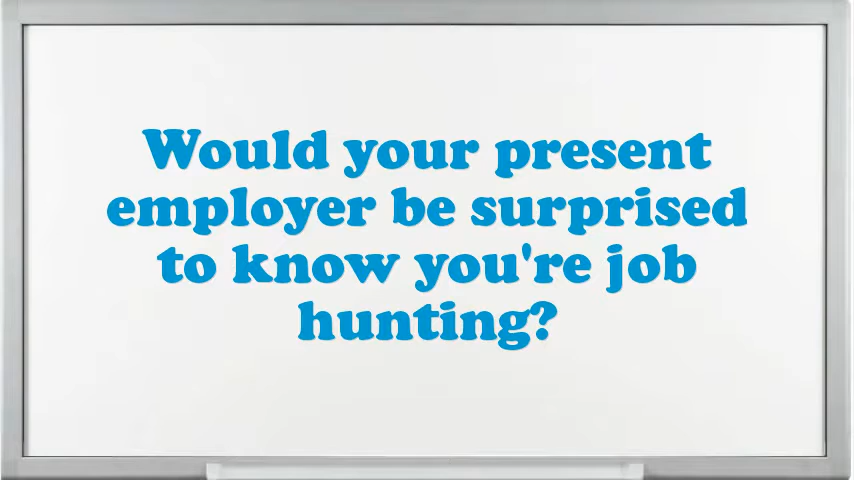 Would your present
employer be surprised
to know you're job
hunting?